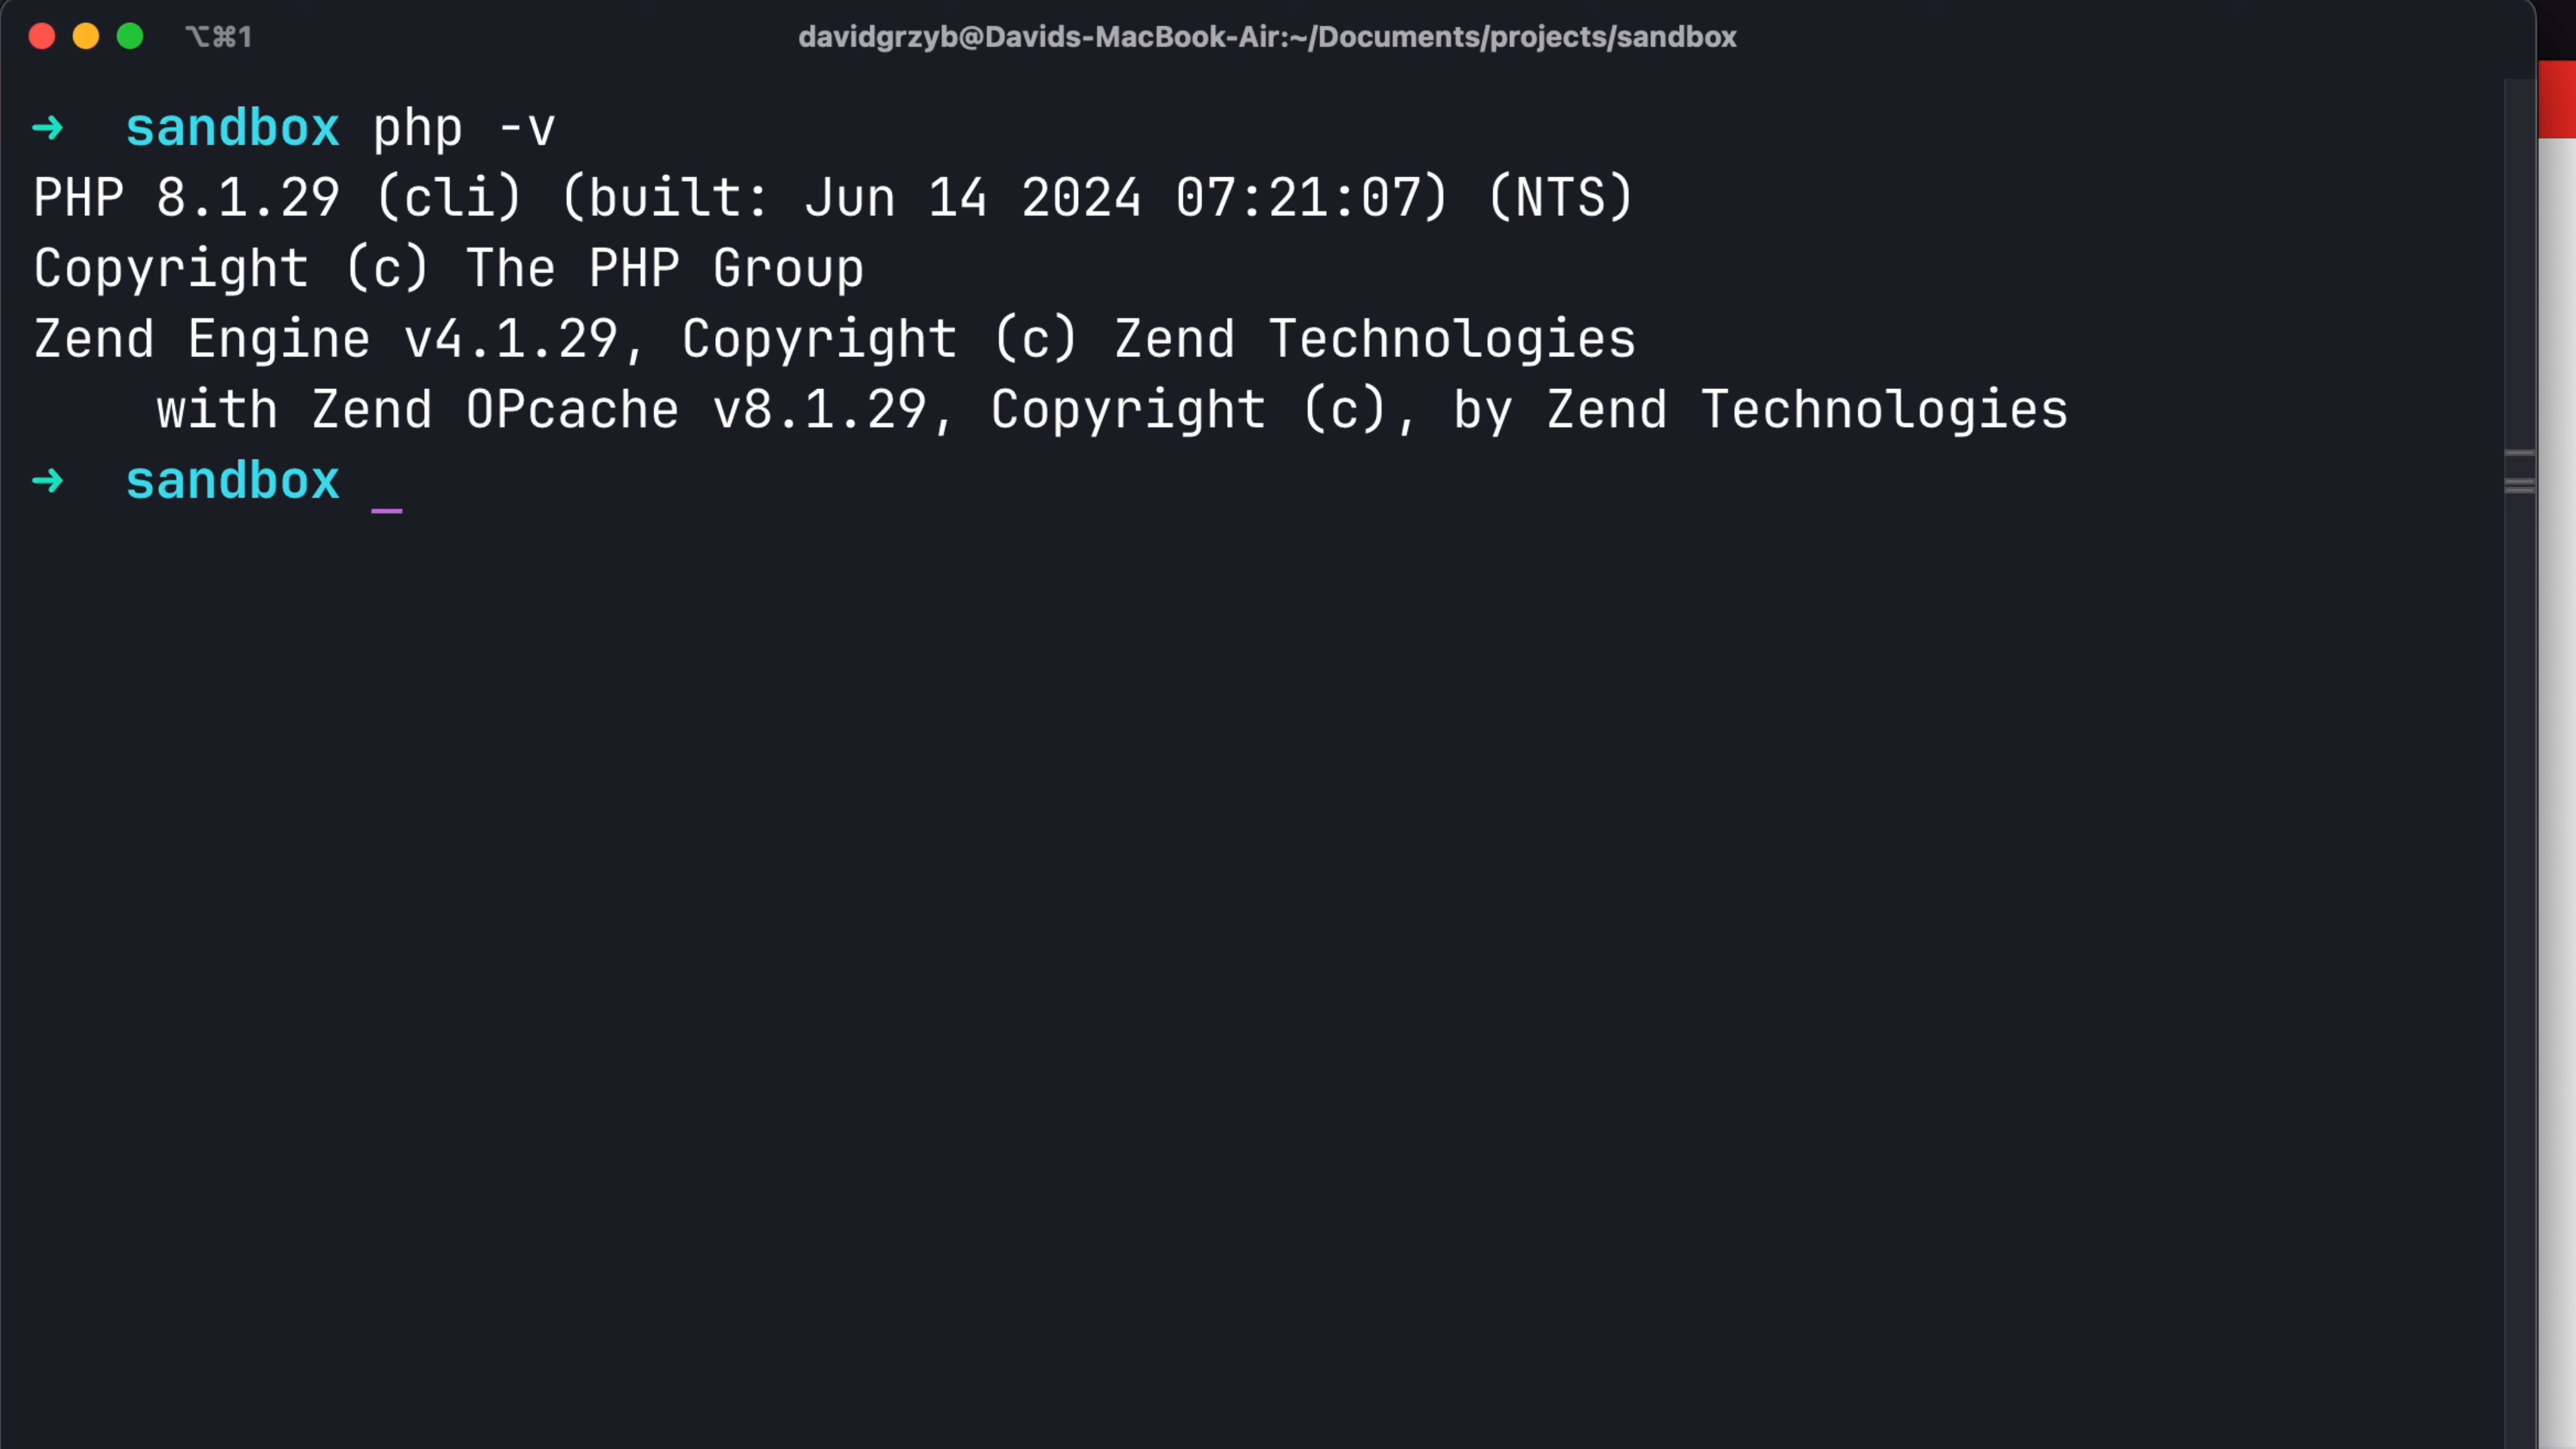 ⌥⌘1
davidgrzyb@Davids-MacBook-Air:~/Documents/projects/sandbox
➜  sandbox php -v
PHP 8.1.29 (cli) (built: Jun 14 2024 07:21:07) (NTS)
Copyright (c) The PHP Group
Zend Engine v4.1.29, Copyright (c) Zend Technologies
    with Zend OPcache v8.1.29, Copyright (c), by Zend Technologies
➜  sandbox _